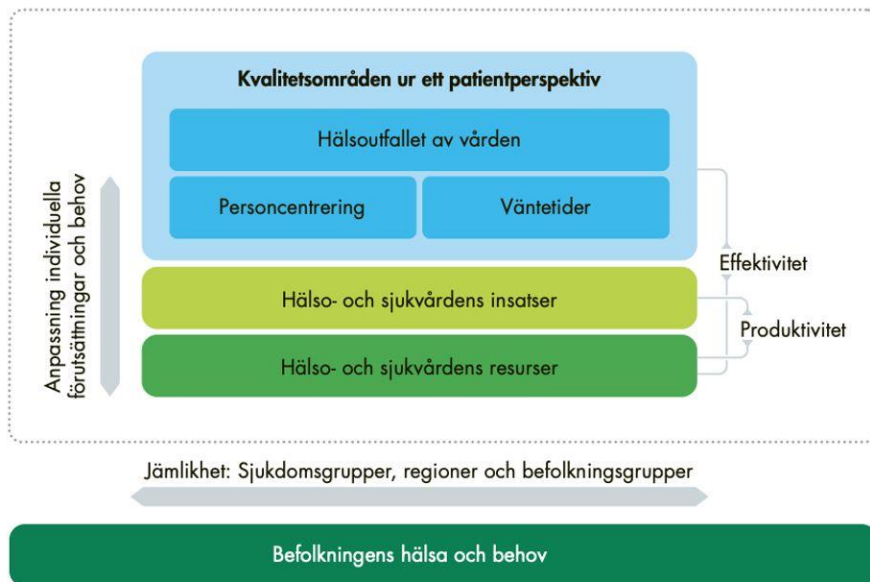 Kvalitetsområden ur ett patientperspektiv
Hälsoutfallet av vården
Personcentrering
Väntetider
Anpassning individuella
förutsättningar och behov
Effektivitet
Hälso- och sjukvårdens insatser
Produktivitet
Hälso- och sjukvårdens resurser
Jämlikhet: Sjukdomsgrupper, regioner och befolkningsgrupper
Befolkningens hälsa och behov